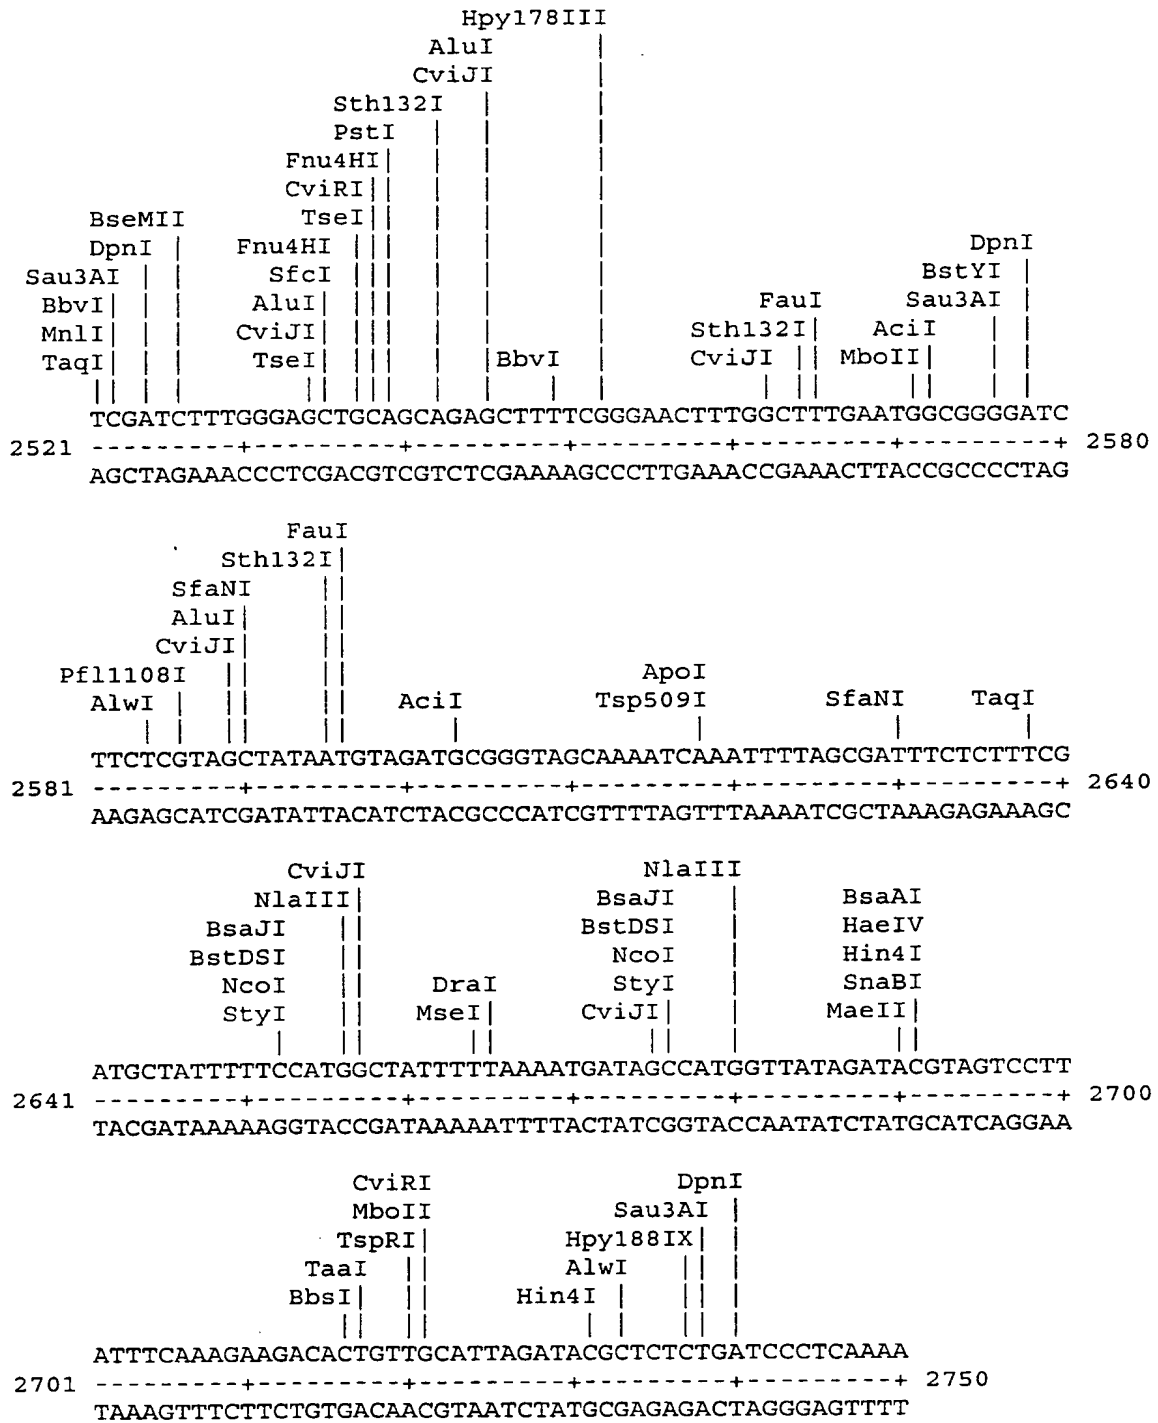 Hpy178III
AluI
CviJI
Sth132I
PstI
Fnu4HI
CviRI
BseMII TseI
DpnI Fnu4HI DpnI
Sau3AI SfcI BstYI
BbvI AluI FauI Sau3AI
MnlI CviJI Sth132I AciI
TaqI TseI BbvI CviJI MboII
TCGATCTTTGGGAGCTGCAGCAGAGCTTTTCGGGAACTTTGGCTTTGAATGGCGGGGATC
2521 ---------+---------+---------+---------+---------+---------+ 2580
AGCTAGAAACCCTCGACGTCGTCTCGAAAAGCCCTTGAAACCGAAACTTACCGCCCCTAG
FauI
Sth132I
SfaNI
AluI
CviJI
Pfl1108I ApoI
AlwI AciI Tsp509I SfaNI TaqI
TTCTCGTAGCTATAATGTAGATGCGGGTAGCAAAATCAAATTTTAGCGATTTCTCTTTCG
2581 ---------+---------+---------+---------+---------+---------+ 2640
AAGAGCATCGATATTACATCTACGCCCATCGTTTTAGTTTAAAATCGCTAAAGAGAAAGC
CviJI NlaIII
NlaIII BsaJI BsaAI
BsaJI BstDSI HaeIV
BstDSI NcoI Hin4I
NcoI DraI StyI SnaBI
StyI MseI CviJI MaeII
ATGCTATTTTTCCATGGCTATTTTTAAAATGATAGCCATGGTTATAGATACGTAGTCCTT
2641 ---------+---------+---------+---------+---------+---------+ 2700
TACGATAAAAAGGTACCGATAAAAATTTTACTATCGGTACCAATATCTATGCATCAGGAA
CviRI DpnI
MboII Sau3AI
TspRI Hpy188IX
TaaI AlwI
BbsI Hin4I
ATTTCAAAGAAGACACTGTTGCATTAGATACGCTCTCTGATCCCTCAAAA
2701 ---------+---------+---------+---------+---------+ 2750
TAAAGTTTCTTCTGTGACAACGTAATCTATGCGAGAGACTAGGGAGTTTT